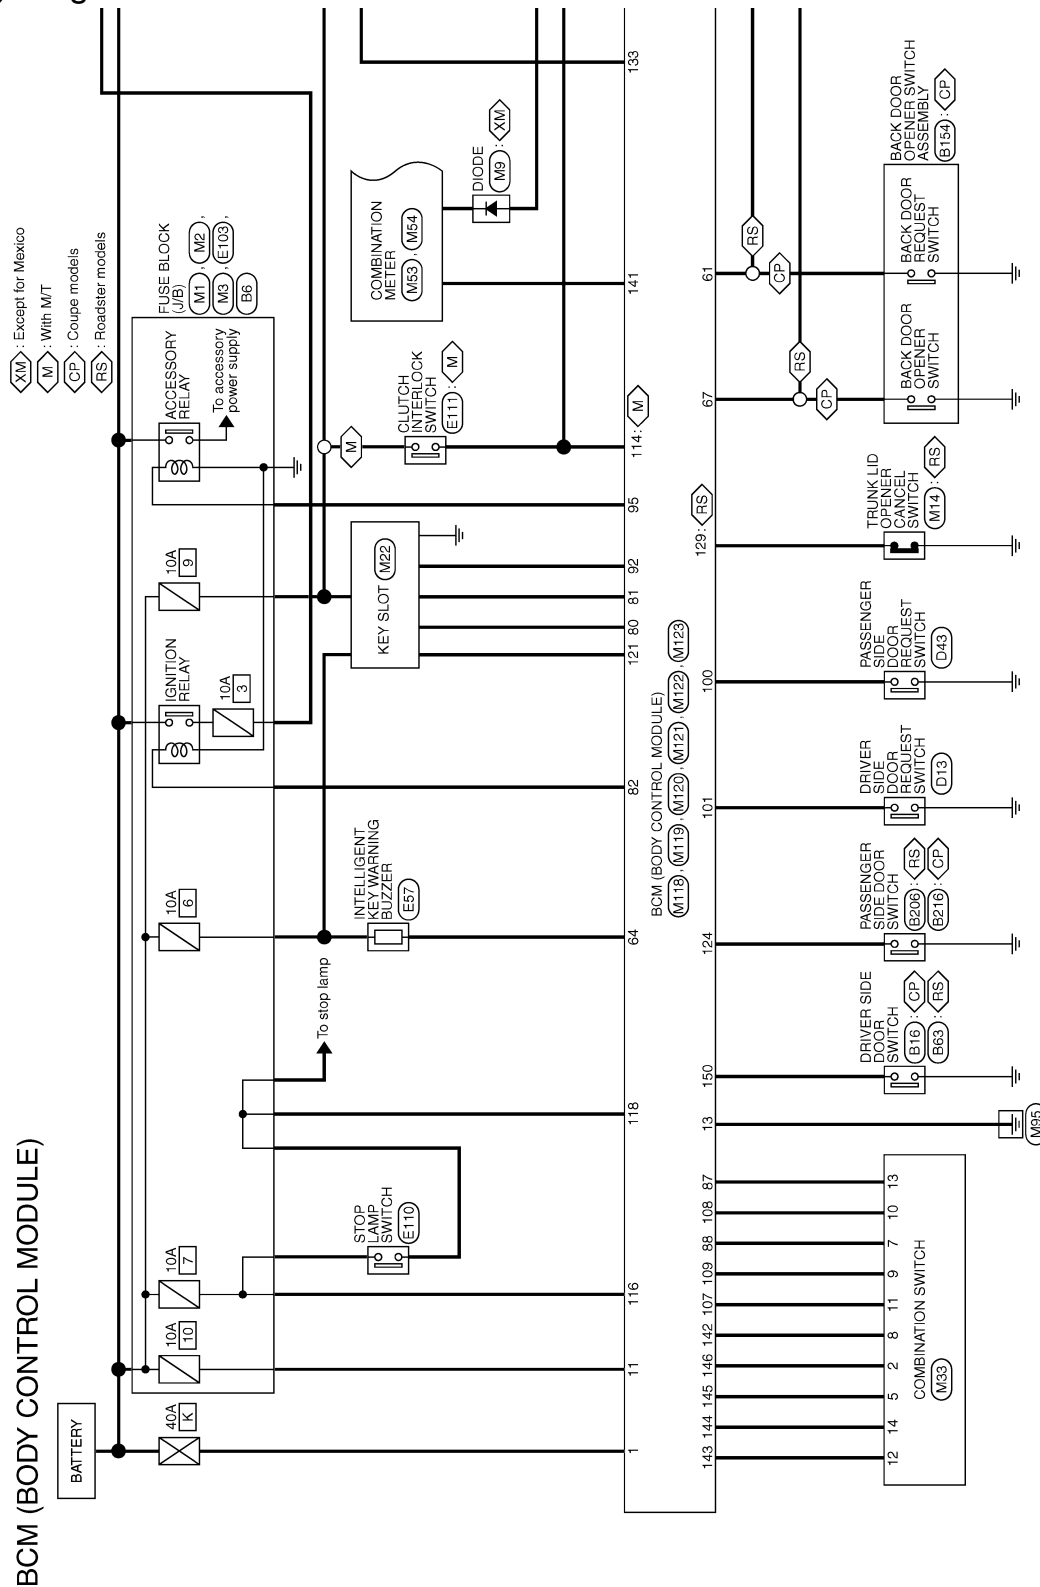 BCM (BODY CONTROL MODULE)
XM : Except for Mexico
M : With M/T
CP : Coupe models
RS : Roadster models
BATTERY
40A
K
10A
10
10A
7
10A
6
10A
3
10A
9
IGNITION
RELAY
ACCESSORY
RELAY
To accessory
power supply
FUSE BLOCK
(J/B)
M1 , M2 ,
M3 , E103 ,
B6
STOP
LAMP
SWITCH
E110
To stop lamp
INTELLIGENT
KEY WARNING
BUZZER
E57
KEY SLOT M22
M
CLUTCH
INTERLOCK
SWITCH
E111 : M
COMBINATION
METER
M53 , M54
DIODE
M9 : XM
1
11
116
118
64
82
121
80
81
92
95
114: M
141
133
BCM (BODY CONTROL MODULE)
M118 , M119 , M120 , M121 , M122 , M123
143
144
145
146
142
107
109
88
108
87
13
150
124
101
100
129: RS
67
61
12
14
5
2
8
11
9
7
10
13
COMBINATION SWITCH
M33
M95
DRIVER SIDE
DOOR
SWITCH
B16 : CP
B63 : RS
PASSENGER
SIDE DOOR
SWITCH
B206 : RS
B216 : CP
DRIVER
SIDE
DOOR
REQUEST
SWITCH
D13
PASSENGER
SIDE
DOOR
REQUEST
SWITCH
D43
TRUNK LID
OPENER
CANCEL
SWITCH
M14 : RS
RS
CP
RS
CP
BACK DOOR
OPENER
SWITCH
BACK DOOR
REQUEST
SWITCH
BACK DOOR
OPENER SWITCH
ASSEMBLY
B154 : CP